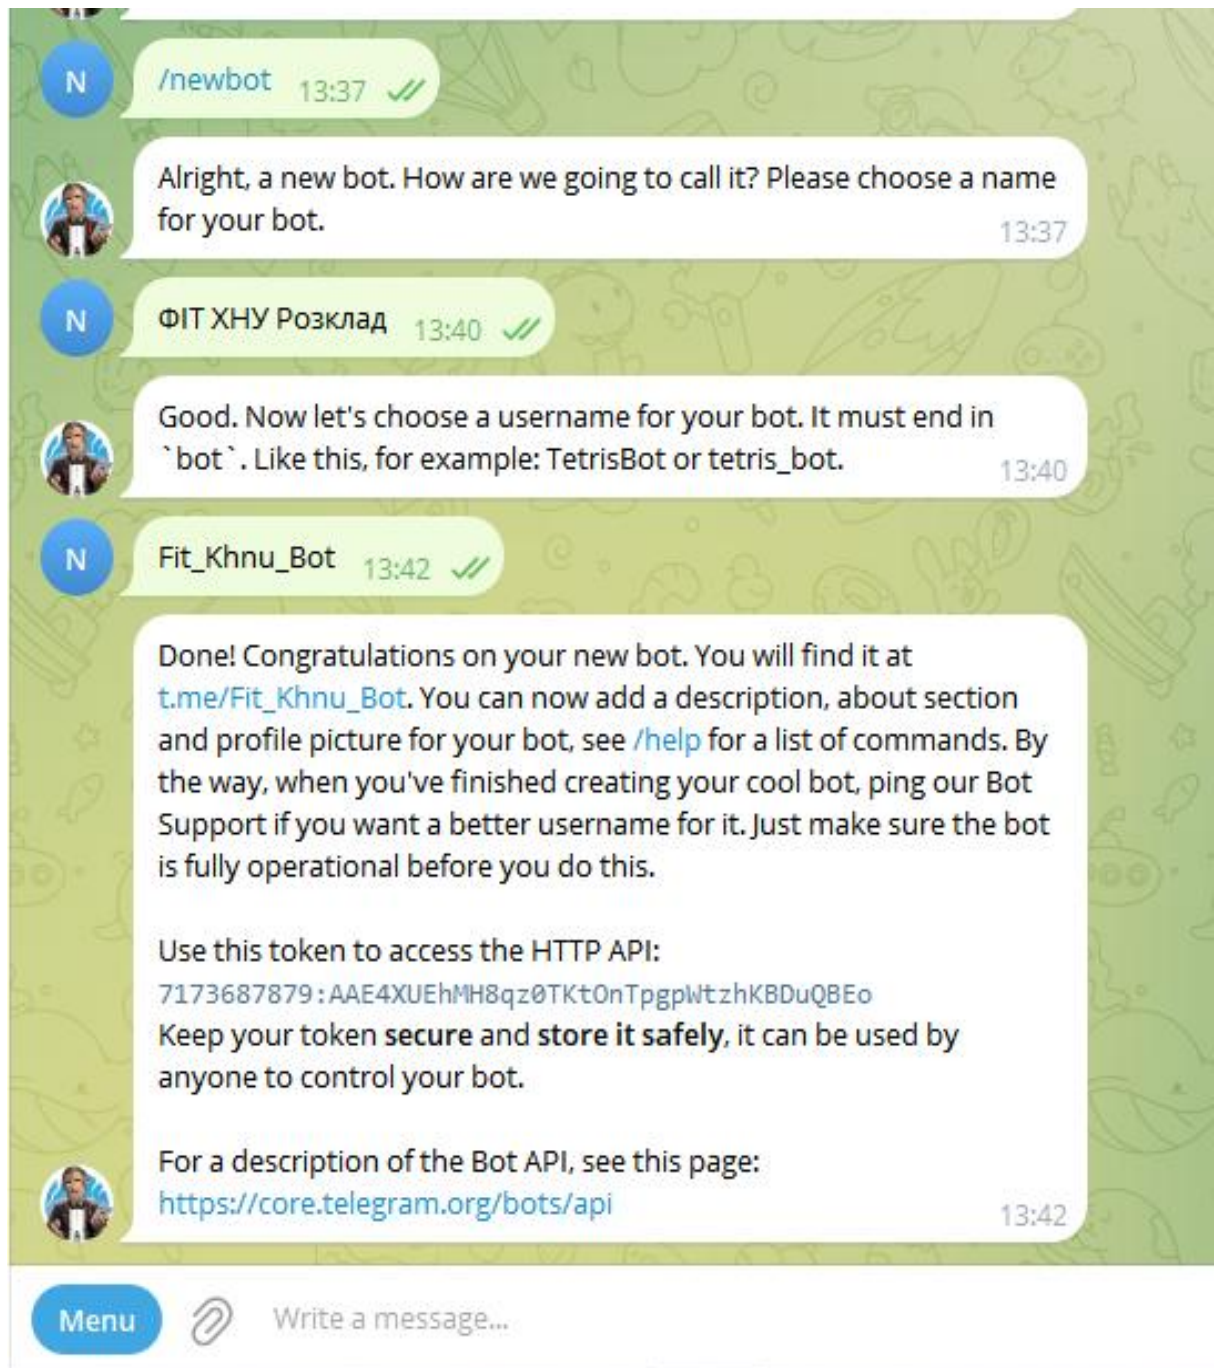 N
/newbot 13:37
Alright, a new bot. How are we going to call it? Please choose a name
for your bot.
13:37
N
ФІТ ХНУ Розклад 13:40
Good. Now let's choose a username for your bot. It must end in
`bot`. Like this, for example: TetrisBot or tetris_bot.
13:40
N
Fit_Khnu_Bot 13:42
Done! Congratulations on your new bot. You will find it at
t.me/Fit_Khnu_Bot. You can now add a description, about section
and profile picture for your bot, see /help for a list of commands. By
the way, when you've finished creating your cool bot, ping our Bot
Support if you want a better username for it. Just make sure the bot
is fully operational before you do this.
Use this token to access the HTTP API:
7173687879:AAE4XUEhMH8qz0TKtOnTpgpWtzhKBDuQBEo
Keep your token secure and store it safely, it can be used by
anyone to control your bot.
For a description of the Bot API, see this page:
https://core.telegram.org/bots/api
13:42
Menu
Write a message...